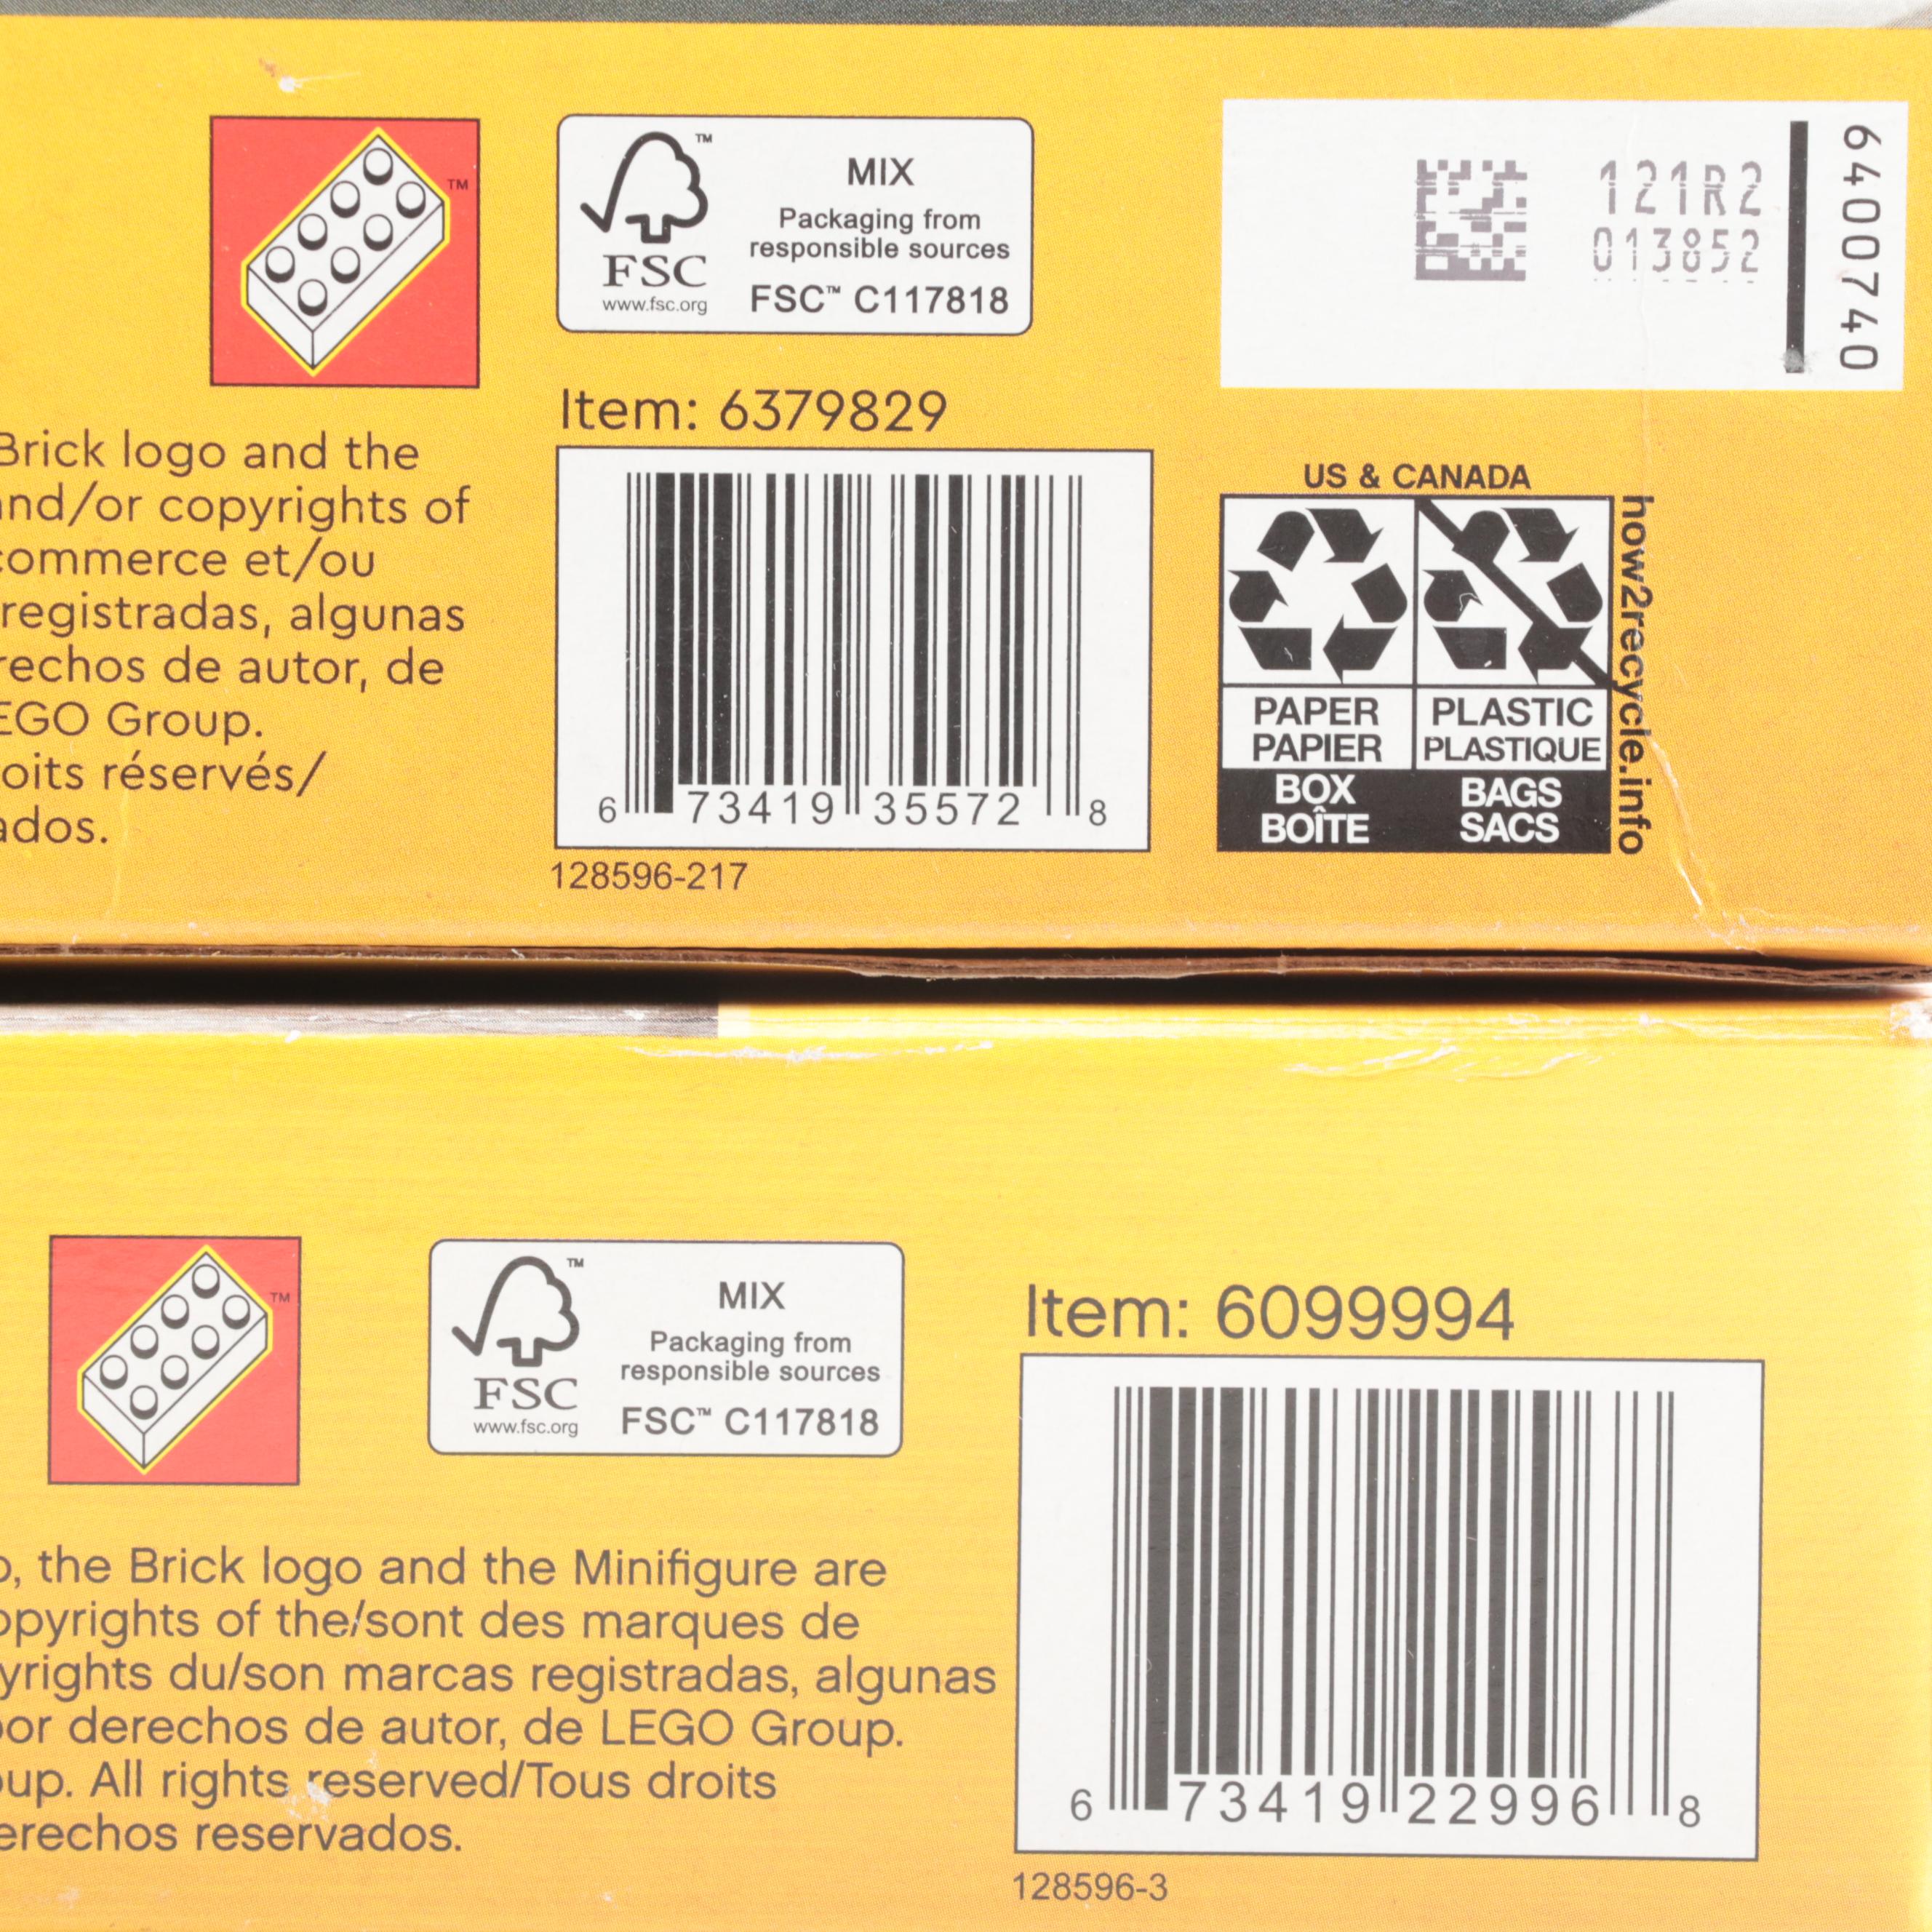 ™
™
FSC
www.fsc.org
MIX
Packaging from
responsible sources
FSC™ C117818
121R2
013852
6400740
Item: 6379829
6 73419 35572 8
128596-217
US & CANADA
PAPER
PAPIER
BOX
BOÎTE
PLASTIC
PLASTIQUE
BAGS
SACS
how2recycle.info
Brick logo and the
and/or copyrights of
commerce et/ou
registradas, algunas
rechos de autor, de
EGO Group.
oits réservés/
ados.
™
™
FSC
www.fsc.org
MIX
Packaging from
responsible sources
FSC™ C117818
Item: 6099994
6 73419 22996 8
128596-3
o, the Brick logo and the Minifigure are
opyrights of the/sont des marques de
yrights du/son marcas registradas, algunas
por derechos de autor, de LEGO Group.
oup. All rights reserved/Tous droits
erechos reservados.